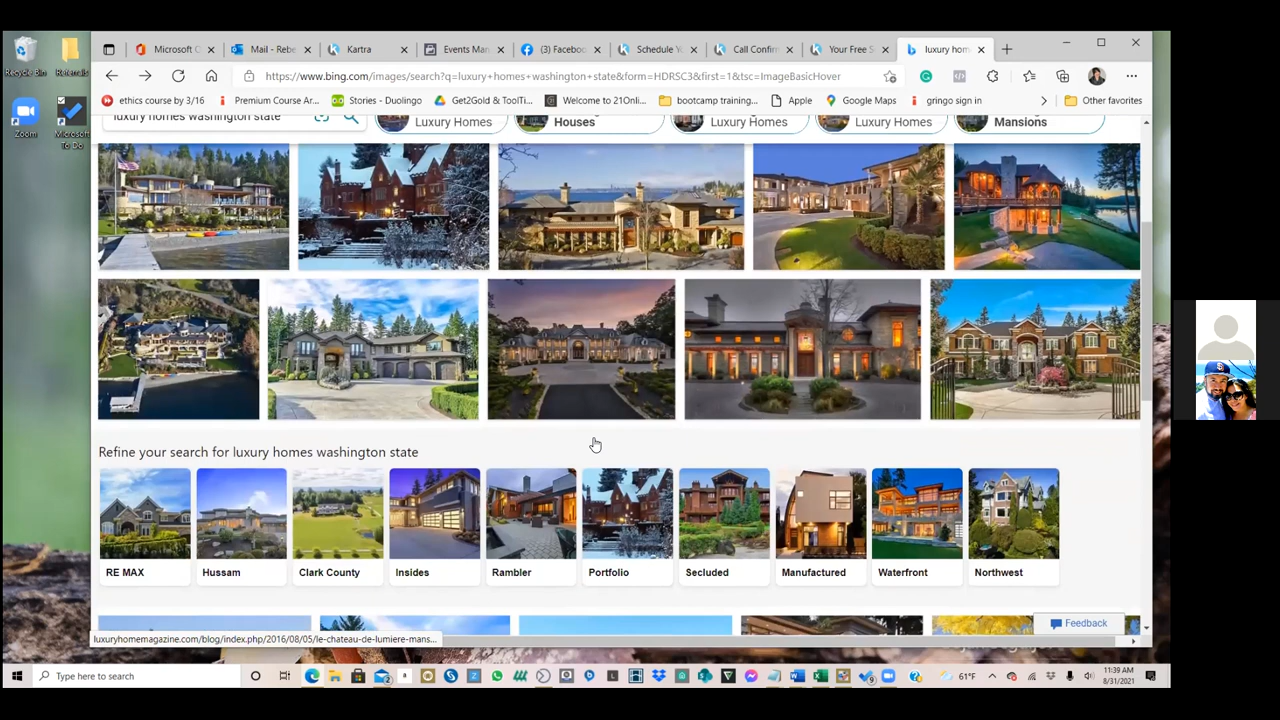 Recycle Bin
Referrals
Zoom
Microsoft To Do
Microsoft O
Mail - Rebe
Kartra
Events Man
(3) Faceboo
Schedule Yo
Call Confir
Your Free S
luxury hom
https://www.bing.com/images/search?q=luxury+homes+washington+state&form=HDRSC3&first=1&tsc=ImageBasicHover
ethics course by 3/16
Premium Course Ar...
Stories - Duolingo
Get2Gold & ToolTi...
Welcome to 21Onli...
bootcamp training...
Apple
Google Maps
gringo sign in
Other favorites
luxury homes washington state
Luxury Homes
Houses
Luxury Homes
Luxury Homes
Mansions
Refine your search for luxury homes washington state
RE MAX
Hussam
Clark County
Insides
Rambler
Portfolio
Secluded
Manufactured
Waterfront
Northwest
Feedback
luxuryhomemagazine.com/blog/index.php/2016/08/05/le-chateau-de-lumiere-mans...
Type here to search
61°F
11:39 AM
8/31/2021